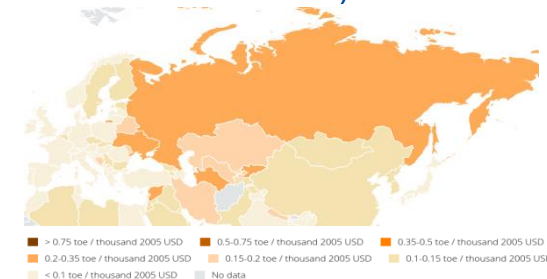 > 0.75 toe / thousand 2005 USD 0.5-0.75 toe / thousand 2005 USD 0.35-0.5 toe / thousand 2005 USD
0.2-0.35 toe / thousand 2005 USD 0.15-0.2 toe / thousand 2005 USD 0.1-0.15 toe / thousand 2005 USD
< 0.1 toe / thousand 2005 USD No data